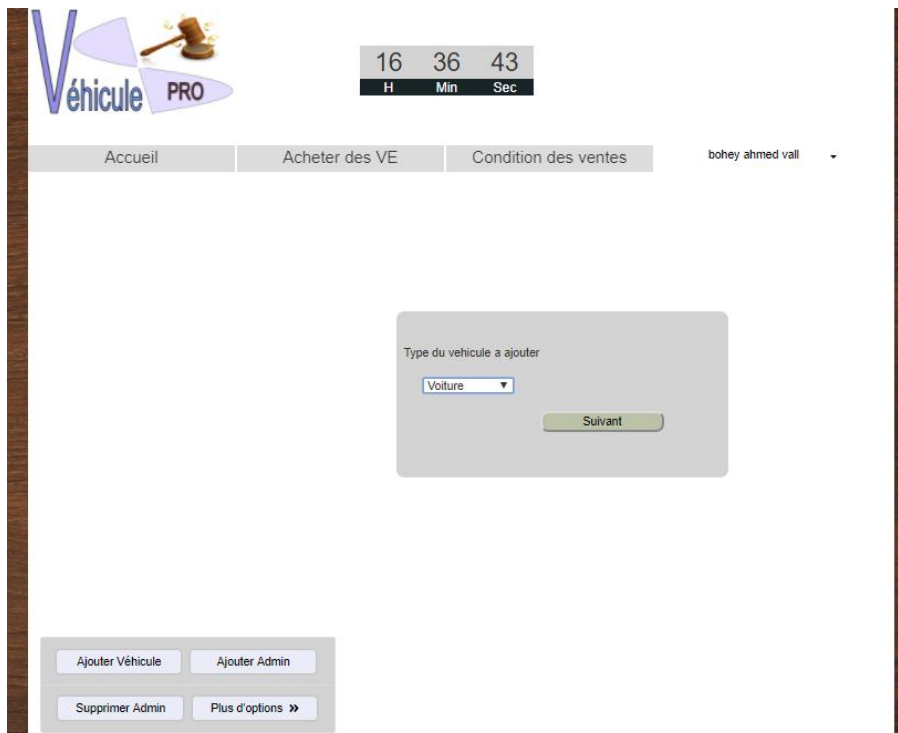 Véhicule PRO
16 36 43
H Min Sec
Accueil Acheter des VE Condition des ventes bohey ahmed vall
Type du vehicule a ajouter
Voiture
Suivant
Ajouter Véhicule Ajouter Admin
Supprimer Admin Plus d'options »